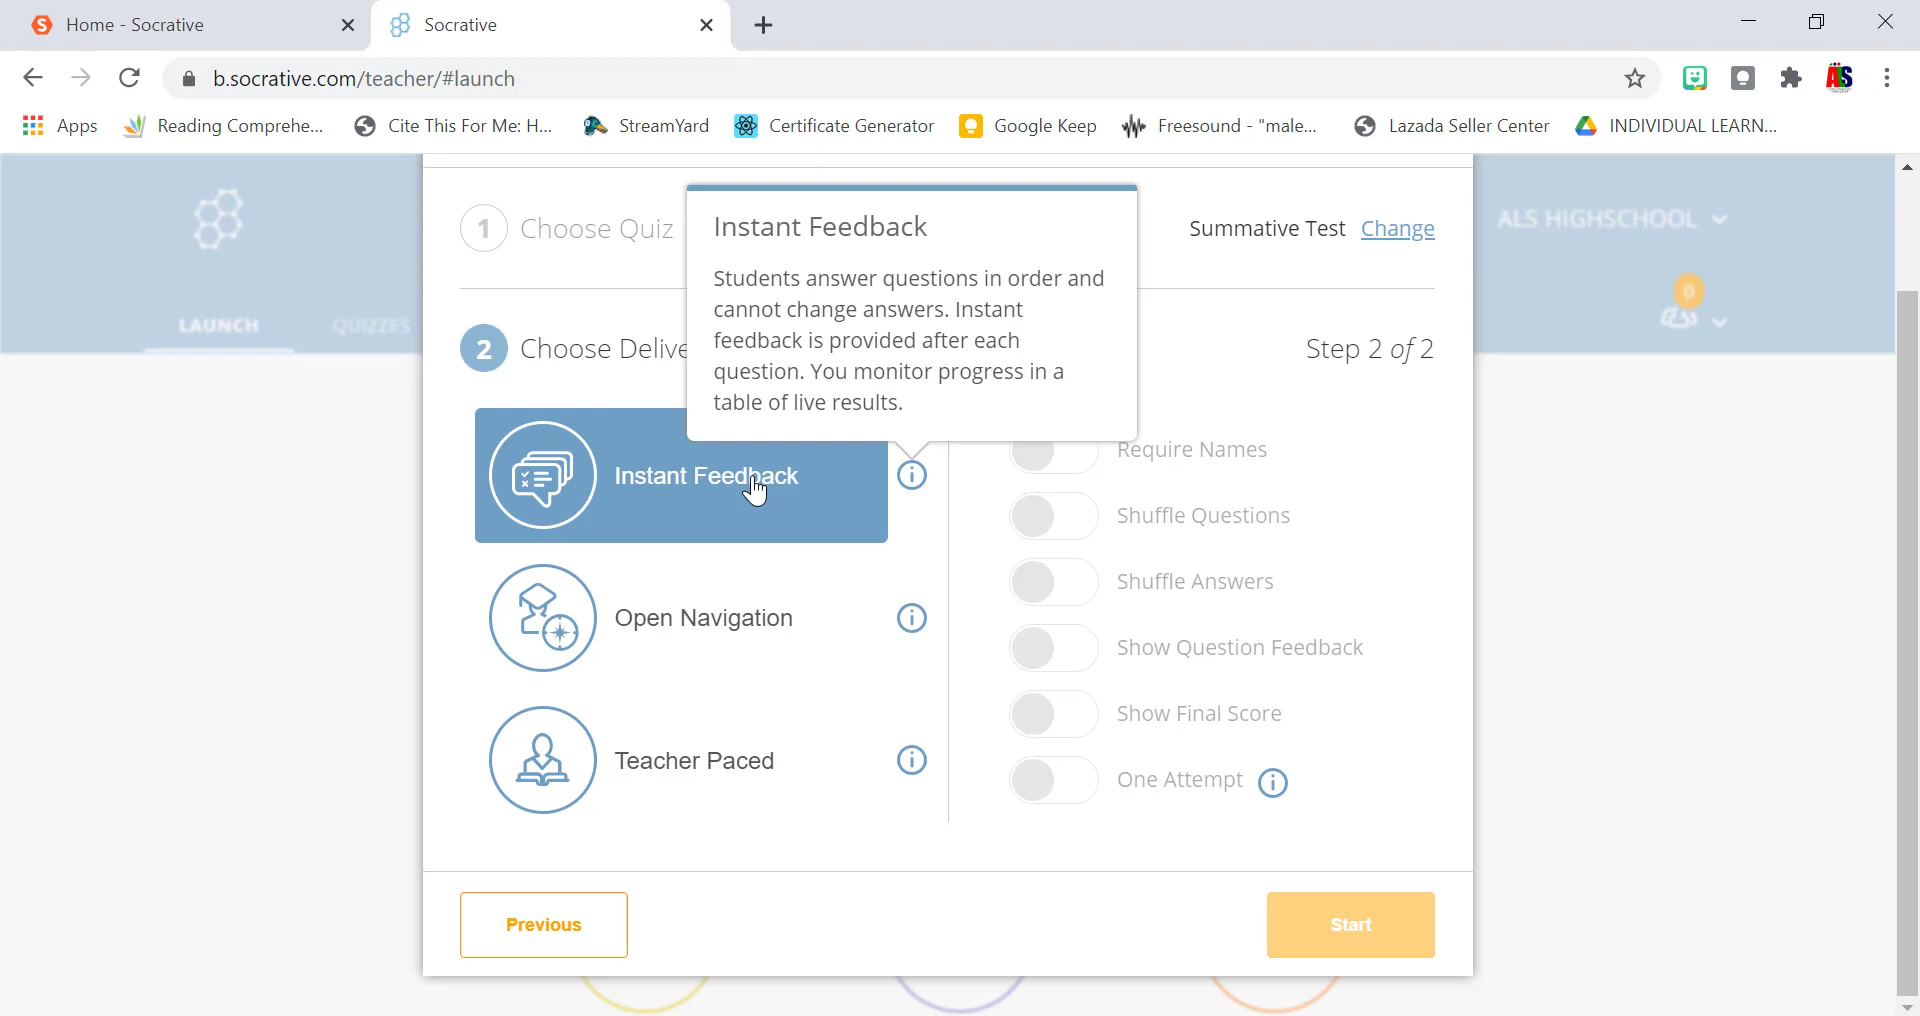 Home - Socrative
Socrative
b.socrative.com/teacher/#launch
Apps
Reading Comprehe...
Cite This For Me: H...
StreamYard
Certificate Generator
Google Keep
Freesound - "male...
Lazada Seller Center
INDIVIDUAL LEARN...
ALS HIGHSCHOOL
0
LAUNCH
QUIZZES
1 Choose Quiz
Summative Test Change
Instant Feedback
Students answer questions in order and
cannot change answers. Instant
feedback is provided after each
question. You monitor progress in a
table of live results.
2 Choose Delive
Step 2 of 2
Instant Feedback
Open Navigation
Teacher Paced
Require Names
Shuffle Questions
Shuffle Answers
Show Question Feedback
Show Final Score
One Attempt
Previous
Start